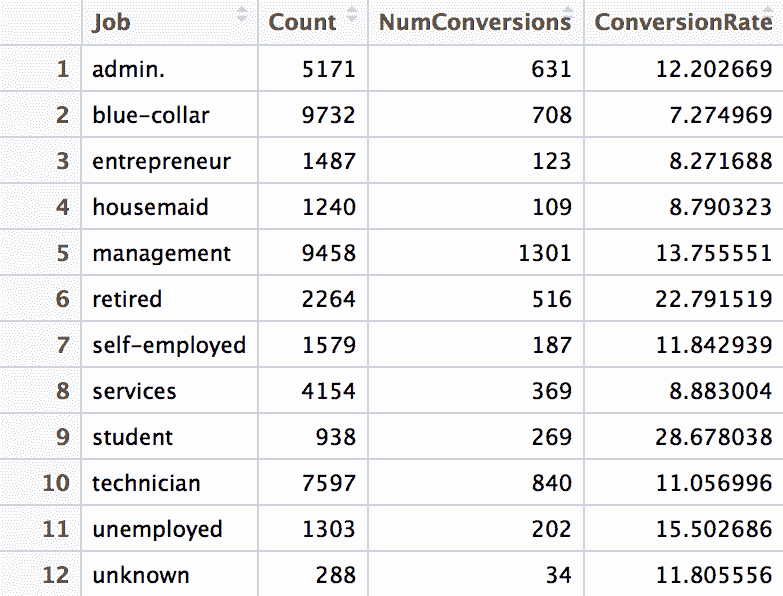 Job Count NumConversions ConversionRate
1 admin. 5171 631 12.202669
2 blue-collar 9732 708 7.274969
3 entrepreneur 1487 123 8.271688
4 housemaid 1240 109 8.790323
5 management 9458 1301 13.755551
6 retired 2264 516 22.791519
7 self-employed 1579 187 11.842939
8 services 4154 369 8.883004
9 student 938 269 28.678038
10 technician 7597 840 11.056996
11 unemployed 1303 202 15.502686
12 unknown 288 34 11.805556